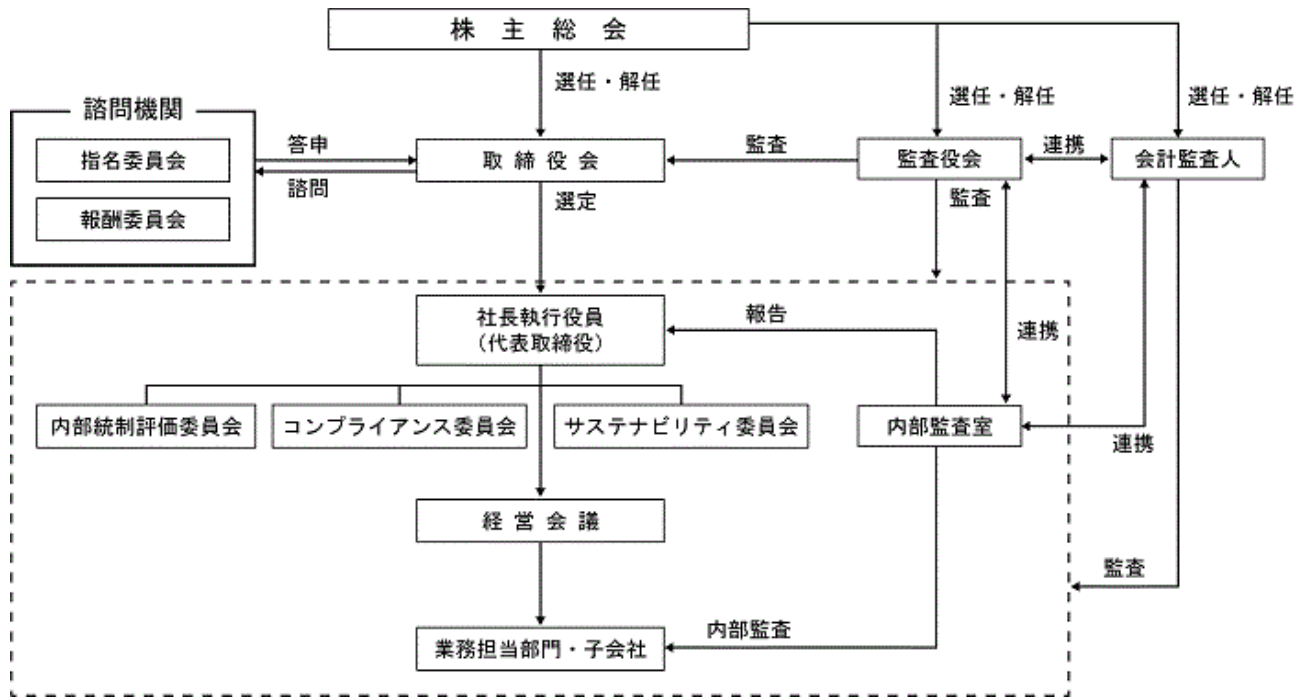 株主総会
選任・解任
選任・解任
選任・解任
諮問機関
指名委員会
報酬委員会
答申
諮問
取締役会
監査
監査役会
連携
会計監査人
選定
監査
社長執行役員
（代表取締役）
報告
連携
内部統制評価委員会
コンプライアンス委員会
サステナビリティ委員会
内部監査室
連携
経営会議
監査
内部監査
業務担当部門・子会社